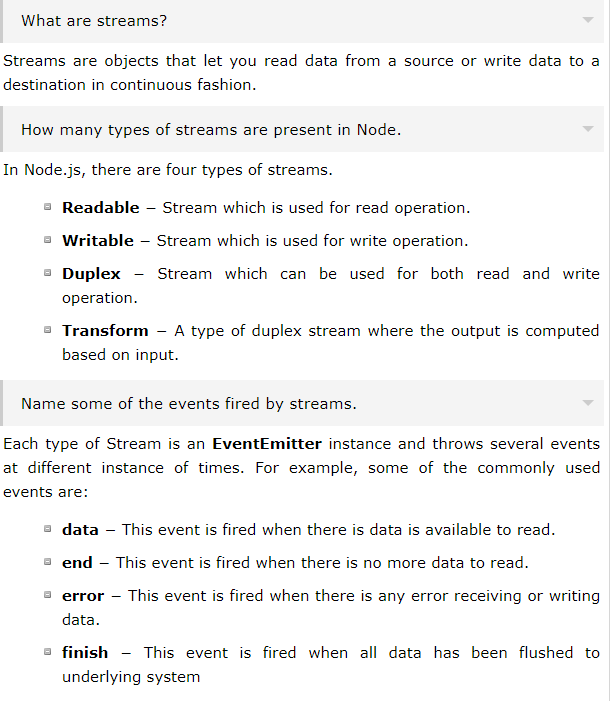 What are streams?
Streams are objects that let you read data from a source or write data to a
destination in continuous fashion.
How many types of streams are present in Node.
In Node.js, there are four types of streams.
Readable − Stream which is used for read operation.
Writable − Stream which is used for write operation.
Duplex − Stream which can be used for both read and write
operation.
Transform − A type of duplex stream where the output is computed
based on input.
Name some of the events fired by streams.
Each type of Stream is an EventEmitter instance and throws several events
at different instance of times. For example, some of the commonly used
events are:
data − This event is fired when there is data is available to read.
end − This event is fired when there is no more data to read.
error − This event is fired when there is any error receiving or writing
data.
finish − This event is fired when all data has been flushed to
underlying system